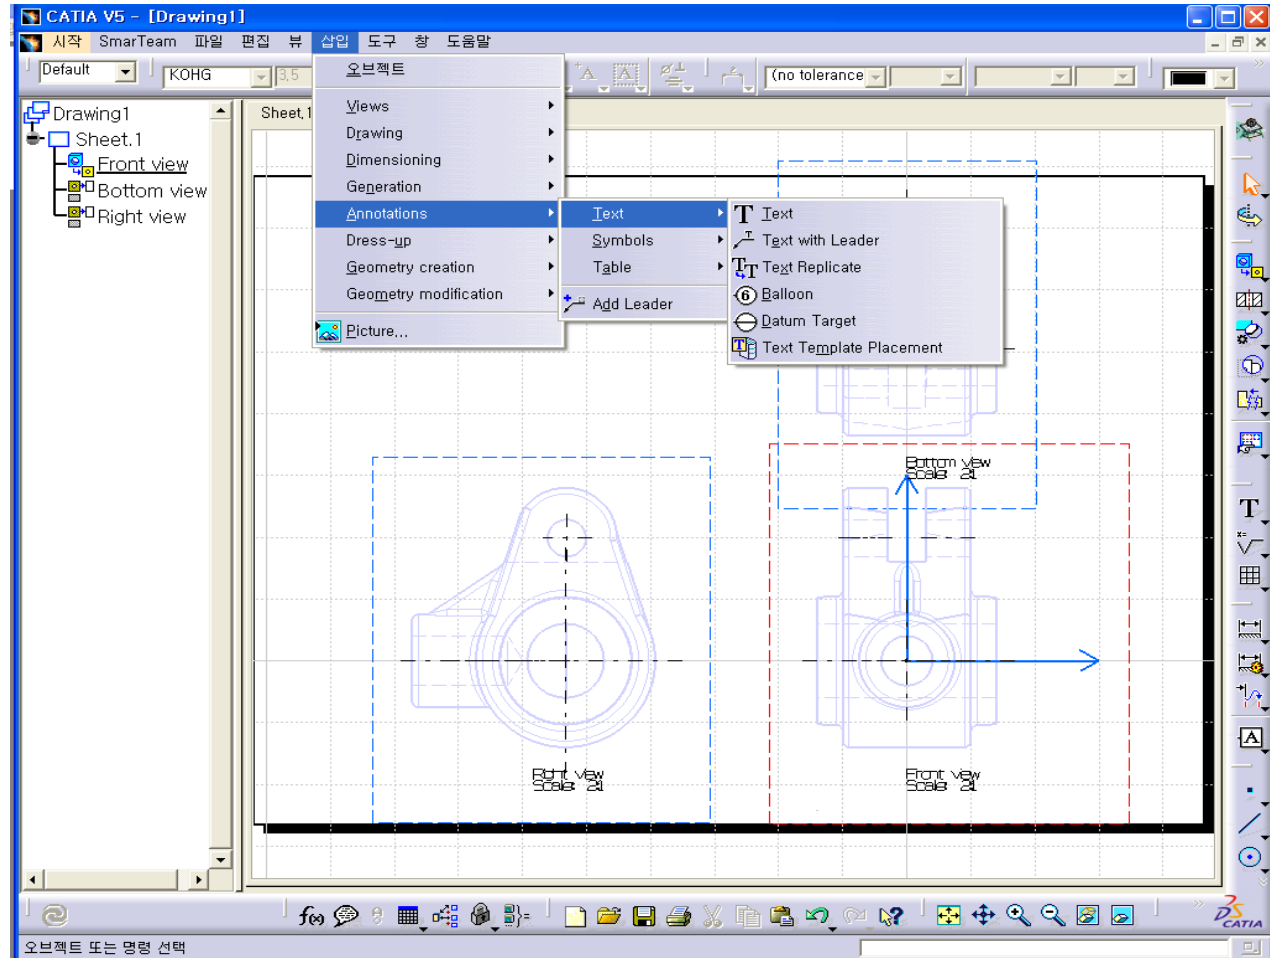 CATIA V5 - [Drawing1]
시작 SmarTeam 파일 편집 뷰 삽입 도구 창 도움말
Default KOHG 3,5 (no tolerance
Drawing1
Sheet.1
Front view
Bottom view
Right view
Sheet,1
오브젝트
Views
Drawing
Dimensioning
Generation
Annotations
Dress-up
Geometry creation
Geometry modification
Picture...
Text
Symbols
Table
Add Leader
Text
Text with Leader
Text Replicate
Balloon
Datum Target
Text Template Placement
Bottom view
Scale: 2:1
Right view
Scale: 2:1
Front view
Scale: 2:1
CATIA
오브젝트 또는 명령 선택